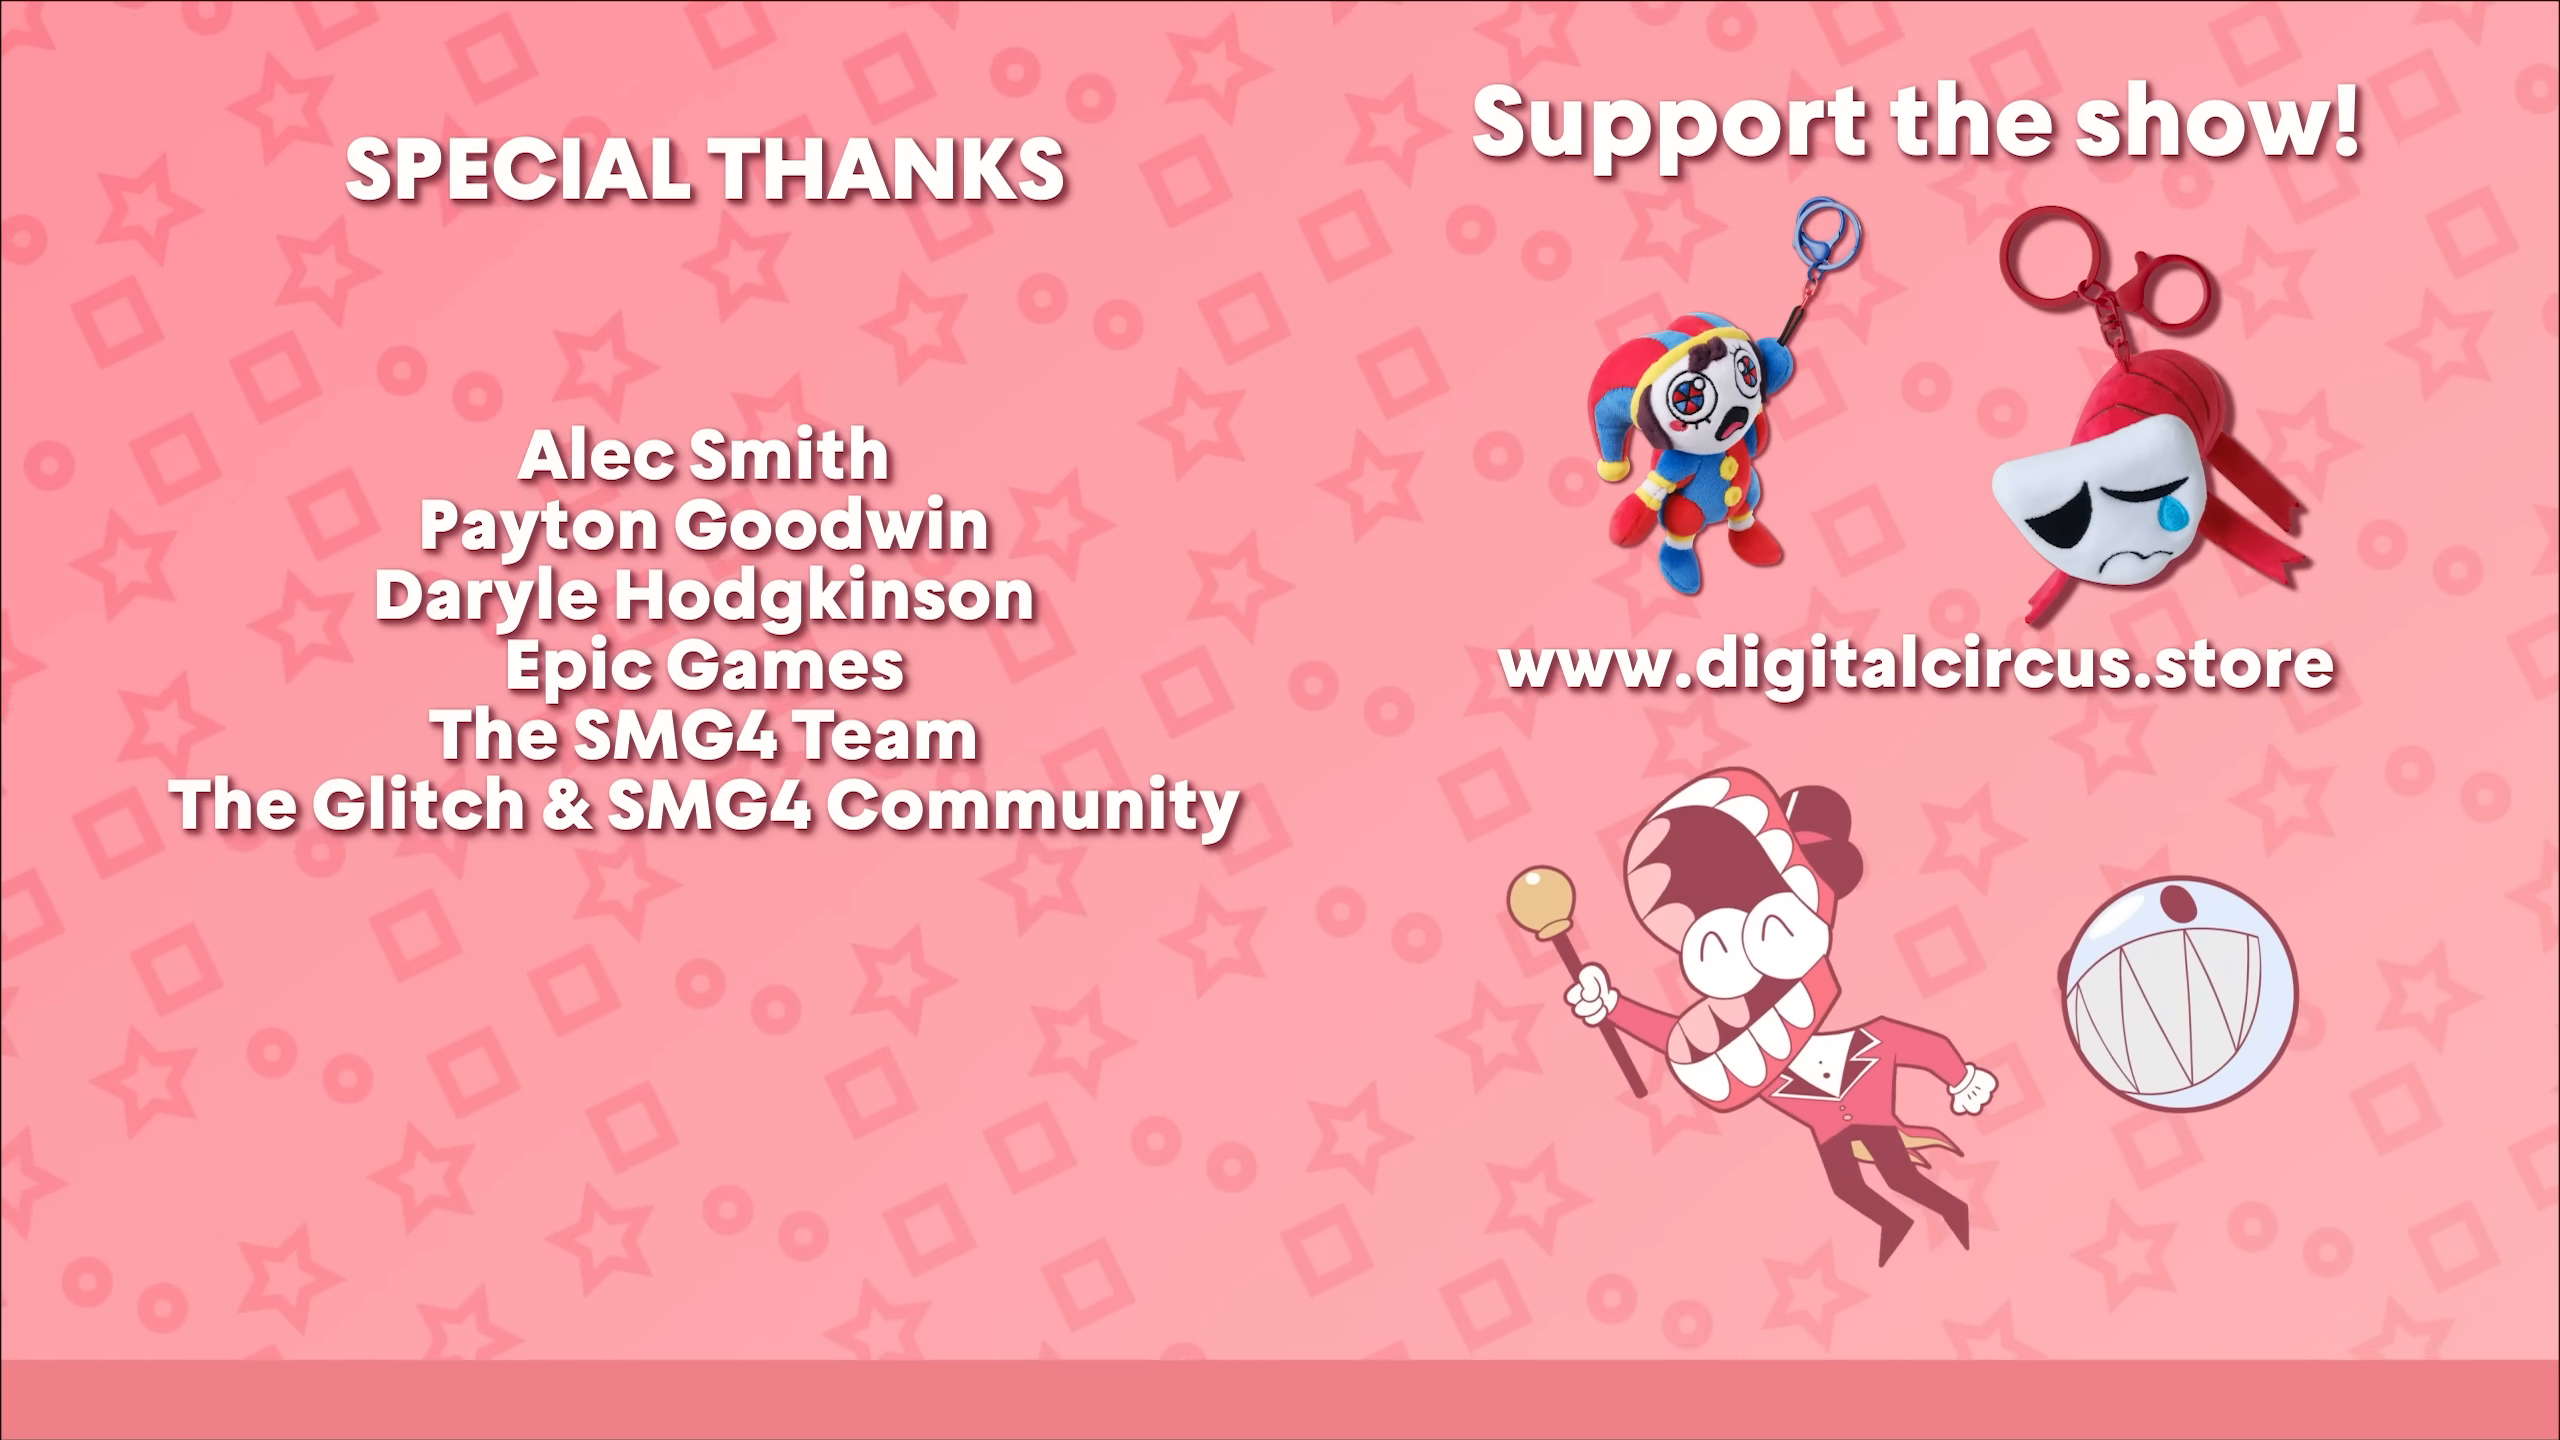 SPECIAL THANKS
Alec Smith
Payton Goodwin
Daryle Hodgkinson
Epic Games
The SMG4 Team
The Glitch & SMG4 Community
Support the show!
www.digitalcircus.store